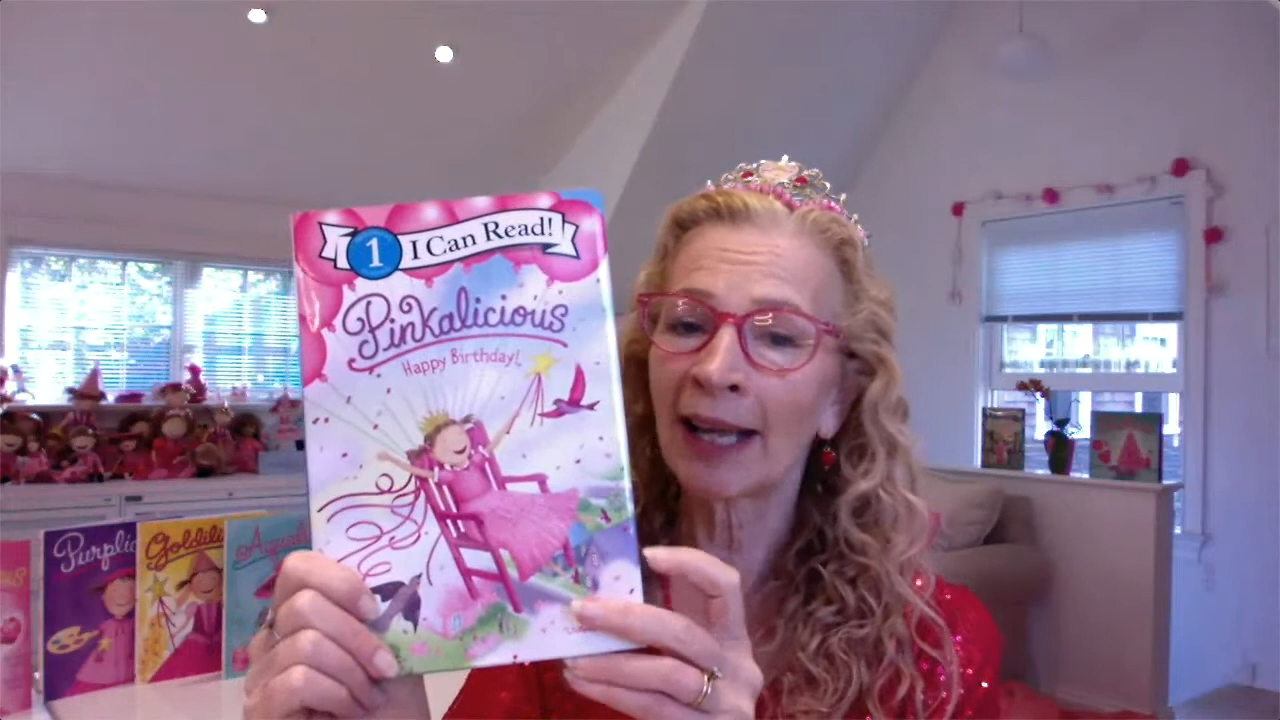 1 I Can Read!
Pinkalicious
Happy Birthday!
Purplic
Goldili